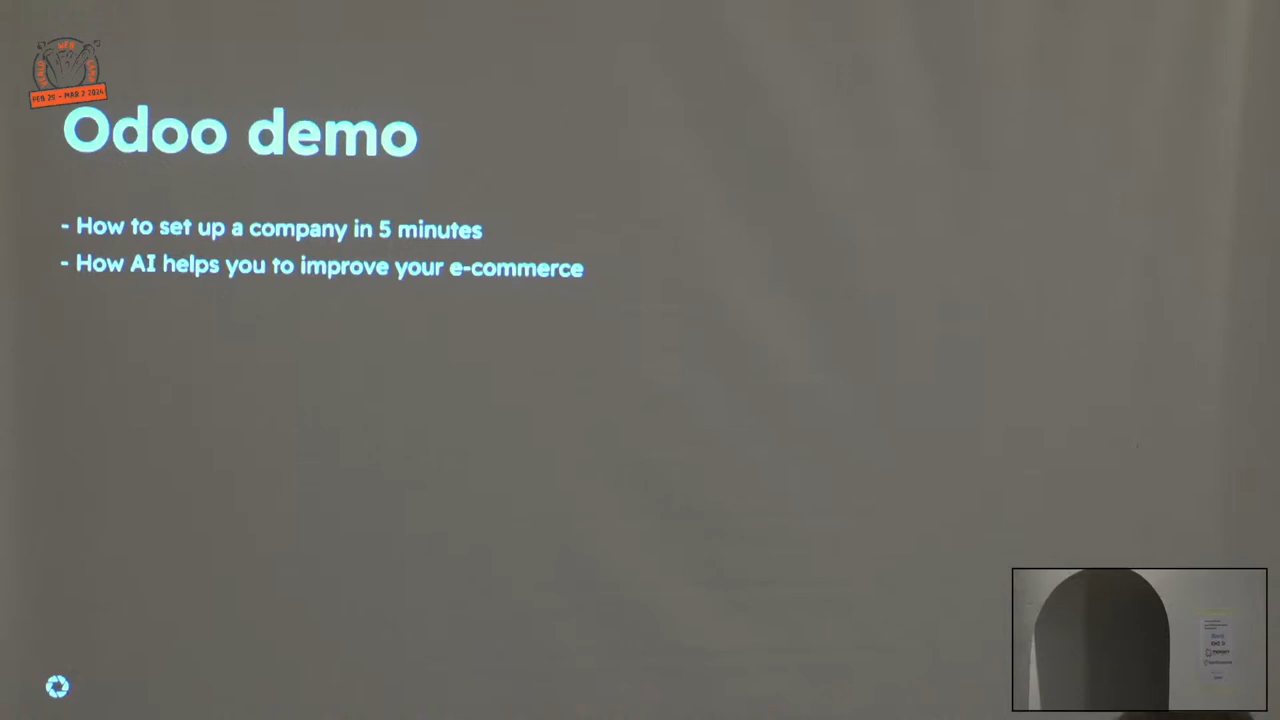 FEB 29 - MAR 2 2024
Odoo demo
- How to set up a company in 5 minutes
- How AI helps you to improve your e-commerce